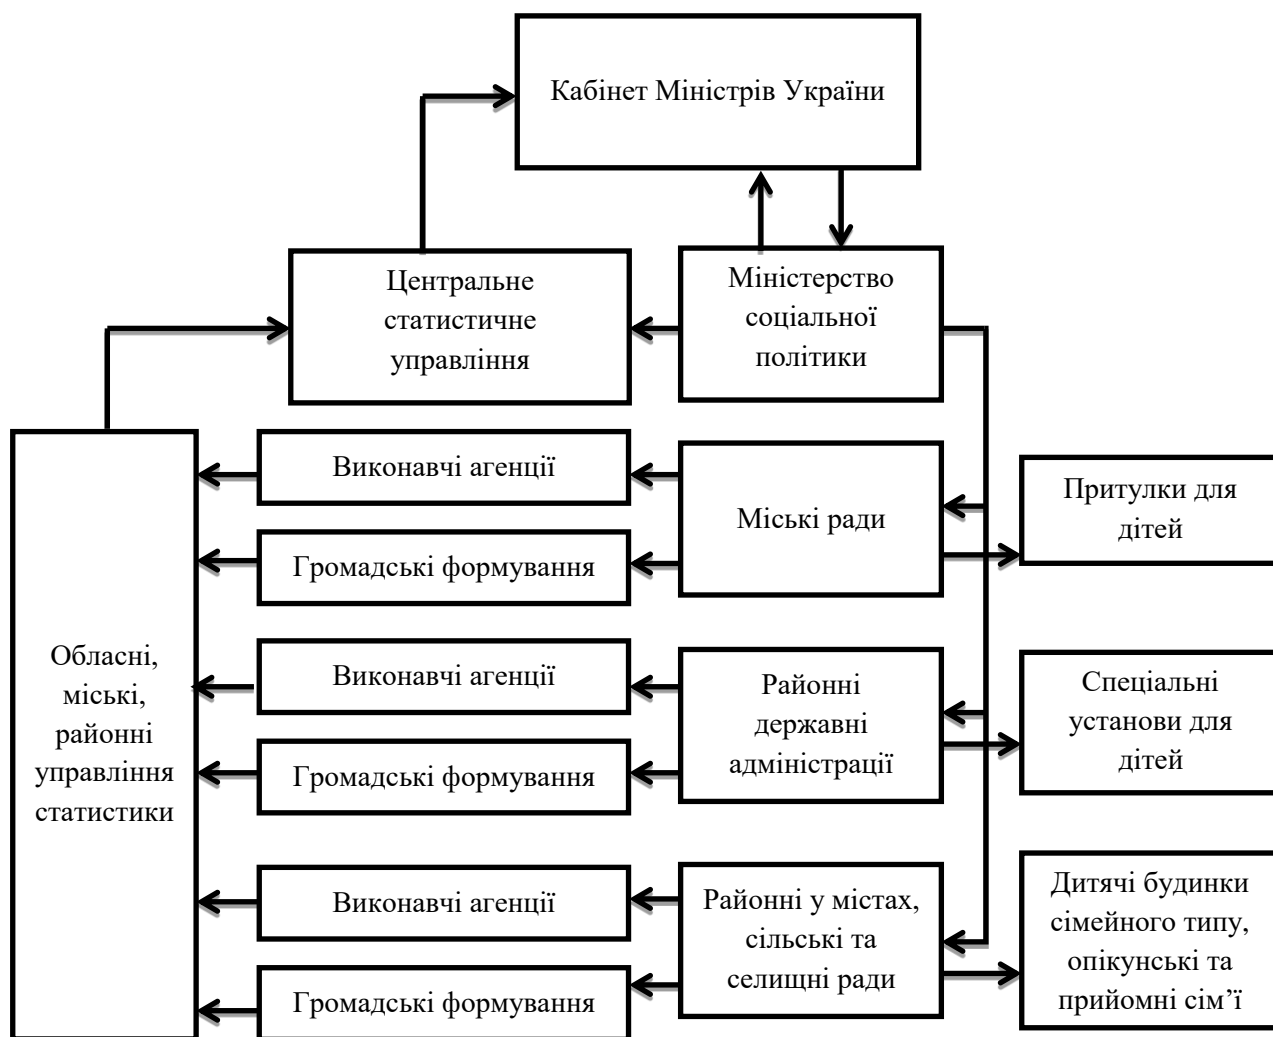 Кабінет Міністрів України
Центральне
статистичне
управління
Міністерство
соціальної
політики
Виконавчі агенції
Громадські формування
Міські ради
Притулки для
дітей
Обласні,
міські,
районні
управління
статистики
Виконавчі агенції
Громадські формування
Районні
державні
адміністрації
Спеціальні
установи для
дітей
Виконавчі агенції
Громадські формування
Районні у містах,
сільські та
селищні ради
Дитячі будинки
сімейного типу,
опікунські та
прийомні сім’ї